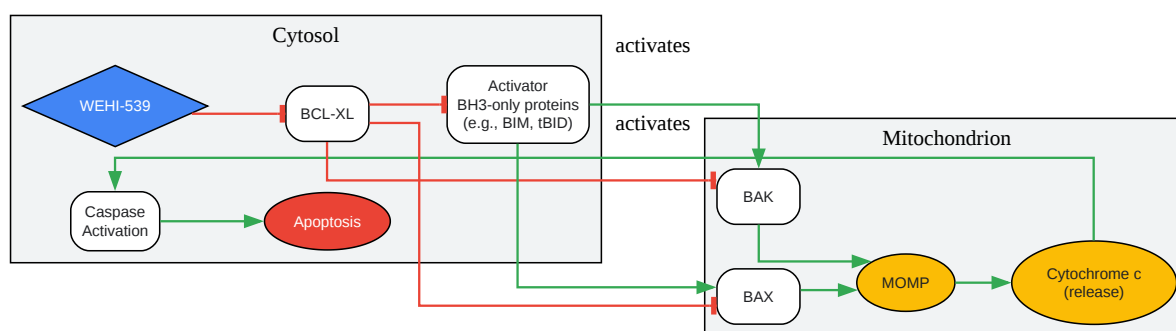 Cytosol
activates
WEHI-539
BCL-XL
Activator
BH3-only proteins
(e.g., BIM, tBID)
activates
Mitochondrion
BAK
Caspase
Activation
Apoptosis
MOMP
Cytochrome c
(release)
BAX